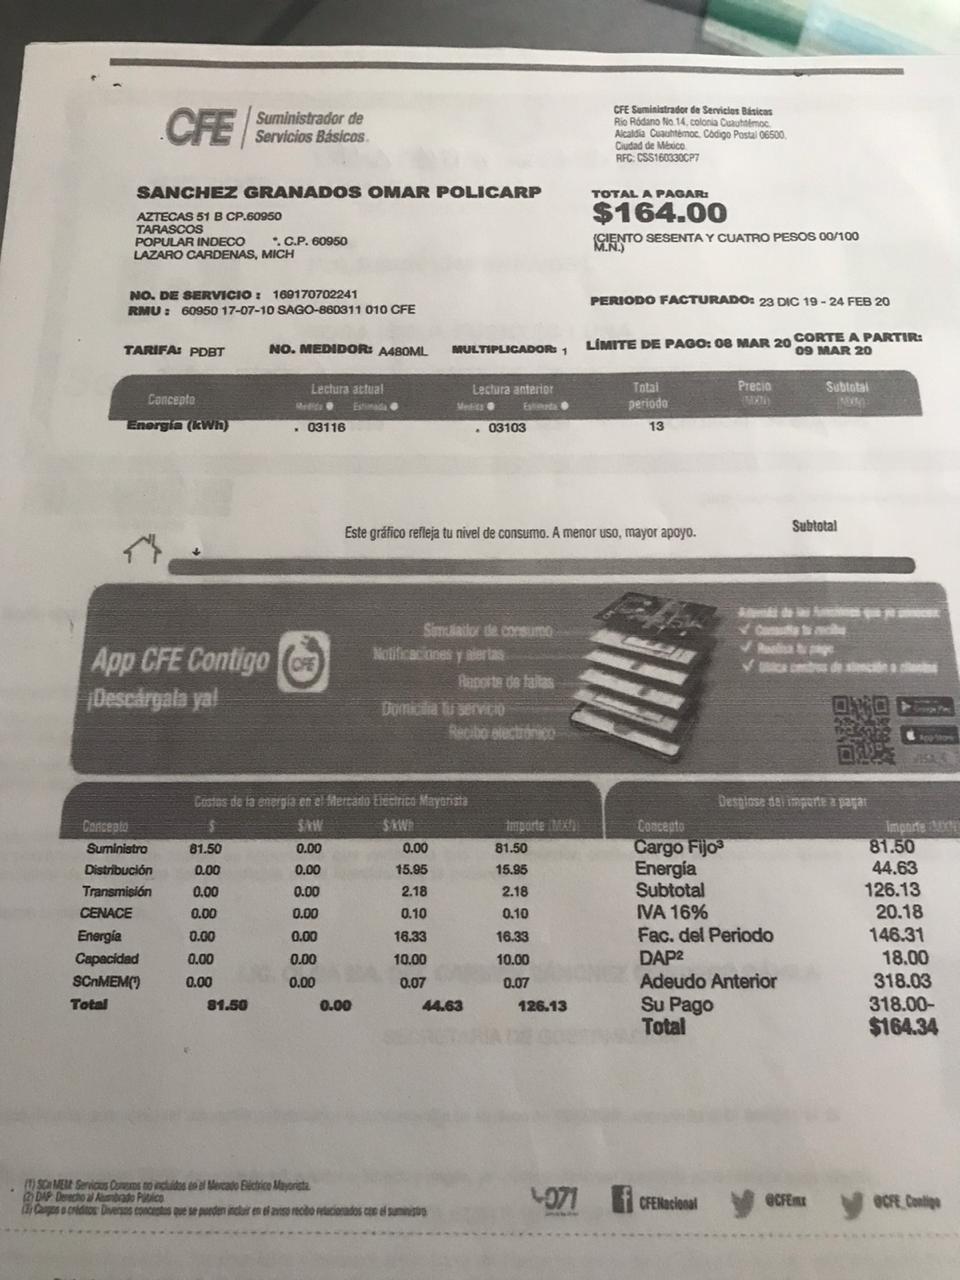 CFE Suministrador de Servicios Básicos.
CFE Suministrador de Servicios Básicos
Río Ródano No.14, colonia Cuauhtémoc,
Alcaldía Cuauhtémoc, Código Postal 06500,
Ciudad de México.
RFC: CSS160330CP7
SANCHEZ GRANADOS OMAR POLICARP
AZTECAS 51 B CP.60950
TARASCOS
POPULAR INDECO *. C.P. 60950
LAZARO CARDENAS, MICH
TOTAL A PAGAR:
$164.00
(CIENTO SESENTA Y CUATRO PESOS 00/100
M.N.)
NO. DE SERVICIO : 169170702241
RMU : 60950 17-07-10 SAGO-860311 010 CFE
PERIODO FACTURADO: 23 DIC 19 - 24 FEB 20
TARIFA: PDBT NO. MEDIDOR: A480ML MULTIPLICADOR: 1 LÍMITE DE PAGO: 08 MAR 20 CORTE A PARTIR:
09 MAR 20
Concepto Lectura actual Lectura anterior Total periodo Precio (MXN) Subtotal (MXN)
Medida Estimada Medida Estimada
Energía (kWh) . 03116 . 03103 13
Subtotal
Este gráfico refleja tu nivel de consumo. A menor uso, mayor apoyo.
App CFE Contigo
¡Descárgala ya!
CFE
Simulador de consumo
Notificaciones y alertas
Reporte de fallas
Domicilia tu servicio
Recibo electrónico
Además de las funciones que ya conoces:
Consulta tu recibo
Realiza tu pago
Ubica centros de atención a clientes
Google Play
App Store
Costos de la energía en el Mercado Eléctrico Mayorista
Concepto $ $/kW $/kWh Importe (MXN)
Suministro 81.50 0.00 0.00 81.50
Distribución 0.00 0.00 15.95 15.95
Transmisión 0.00 0.00 2.18 2.18
CENACE 0.00 0.00 0.10 0.10
Energía 0.00 0.00 16.33 16.33
Capacidad 0.00 0.00 10.00 10.00
SCnMEM(¹) 0.00 0.00 0.07 0.07
Total 81.50 0.00 44.63 126.13
Desglose del importe a pagar
Concepto Importe (MXN)
Cargo Fijo³ 81.50
Energía 44.63
Subtotal 126.13
IVA 16% 20.18
Fac. del Periodo 146.31
DAP² 18.00
Adeudo Anterior 318.03
Su Pago 318.00-
Total $164.34
(1) SCnMEM: Servicios Conexos no incluidos en el Mercado Eléctrico Mayorista.
(2) DAP: Derecho al Alumbrado Público.
(3) Cargos o créditos: Diversos conceptos que se pueden incluir en el aviso recibo relacionados con el suministro.
071
CFENacional
@CFEmx
@CFE_Contigo